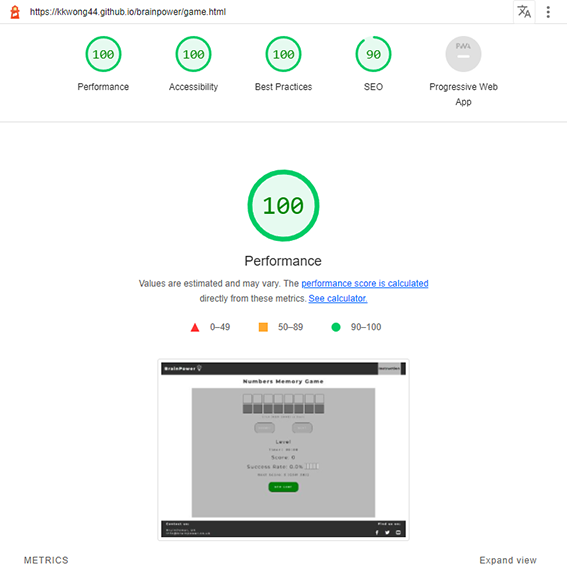 https://kkwong44.github.io/brainpower/game.html
100 100 100 90
Performance Accessibility Best Practices SEO Progressive Web
App
100
Performance
Values are estimated and may vary. The performance score is calculated
directly from these metrics. See calculator.
0–49 50–89 90–100
BrainPower Instruction
Numbers Memory Game
Level
Score: 0
Success Rate: 0.0%
NEW GAME
Contact us: Find us on:
METRICS Expand view